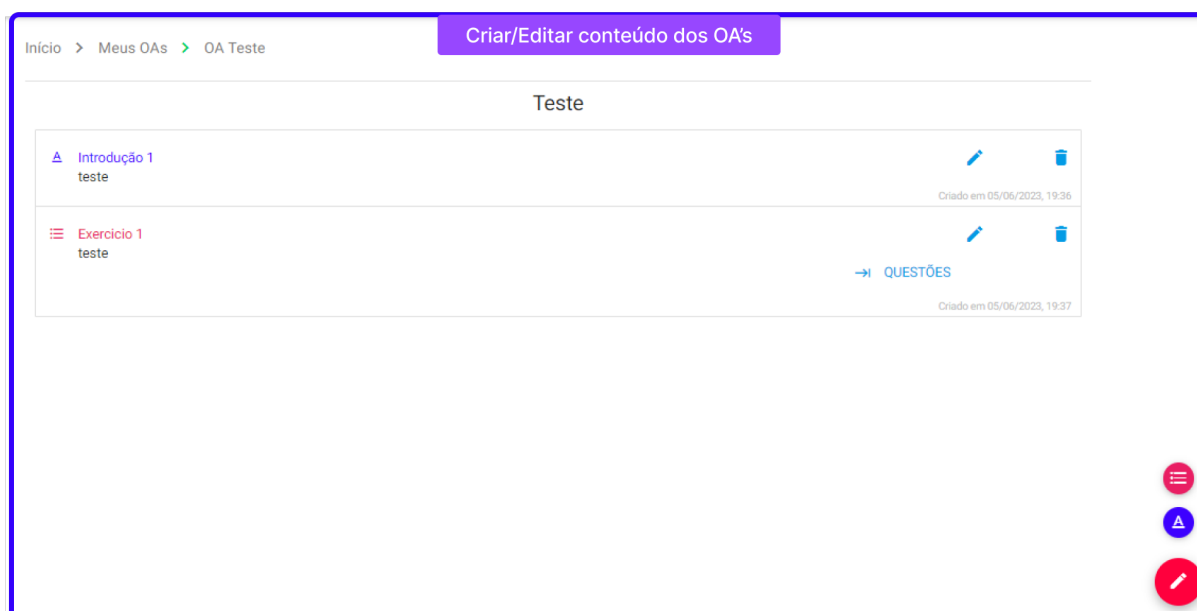 Criar/Editar conteúdo dos OA's
Início > Meus OAs > OA Teste
Teste
A Introdução 1
teste
Criado em 05/06/2023, 19:36
Exercicio 1
teste
QUESTÕES
Criado em 05/06/2023, 19:37
A